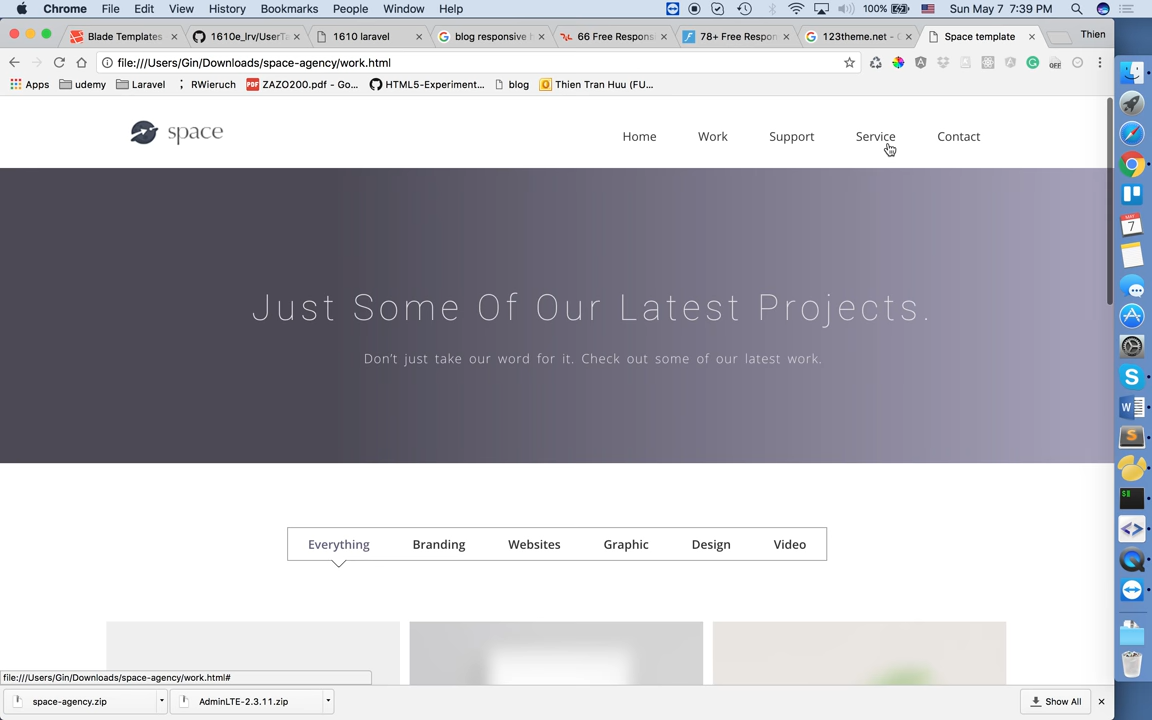 Chrome File Edit View History Bookmarks People Window Help 100% Sun May 7 7:39 PM
Blade Templates 1610e_lrv/UserTa 1610 laravel blog responsive 66 Free Respons 78+ Free Respon 123theme.net - Space template Thien
file:///Users/Gin/Downloads/space-agency/work.html
Apps udemy Laravel RWieruch ZAZO200.pdf - Go... HTML5-Experiment... blog Thien Tran Huu (FU...
space
Home Work Support Service Contact
Just Some Of Our Latest Projects.
Don't just take our word for it. Check out some of our latest work.
Everything Branding Websites Graphic Design Video
file:///Users/Gin/Downloads/space-agency/work.html#
space-agency.zip AdminLTE-2.3.11.zip Show All